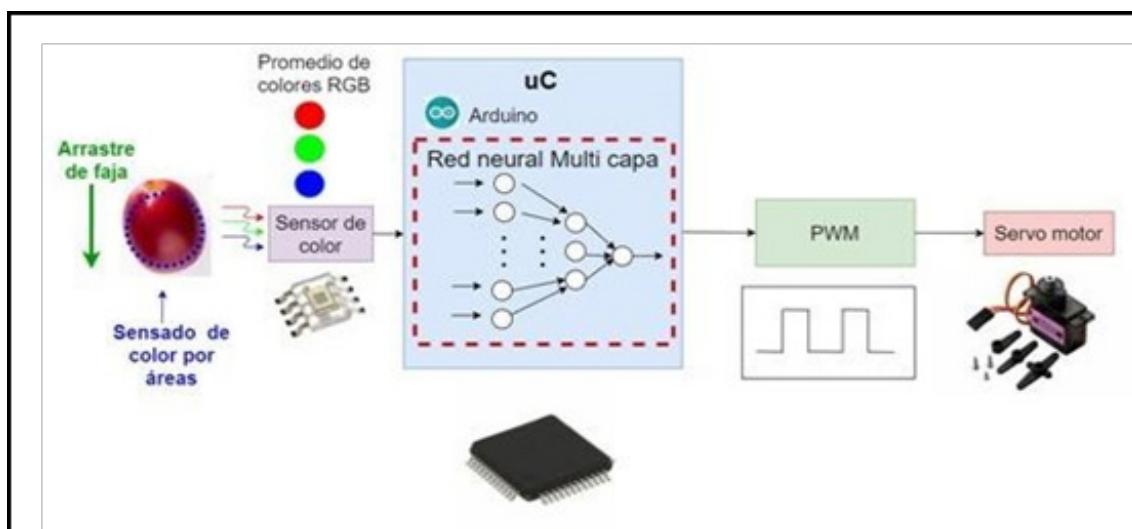 Promedio de
colores RGB
uC
Arduino
Arrastre
de faja
Red neural Multi capa
Sensor de
color
PWM
Servo motor
Sensado de
color por
áreas